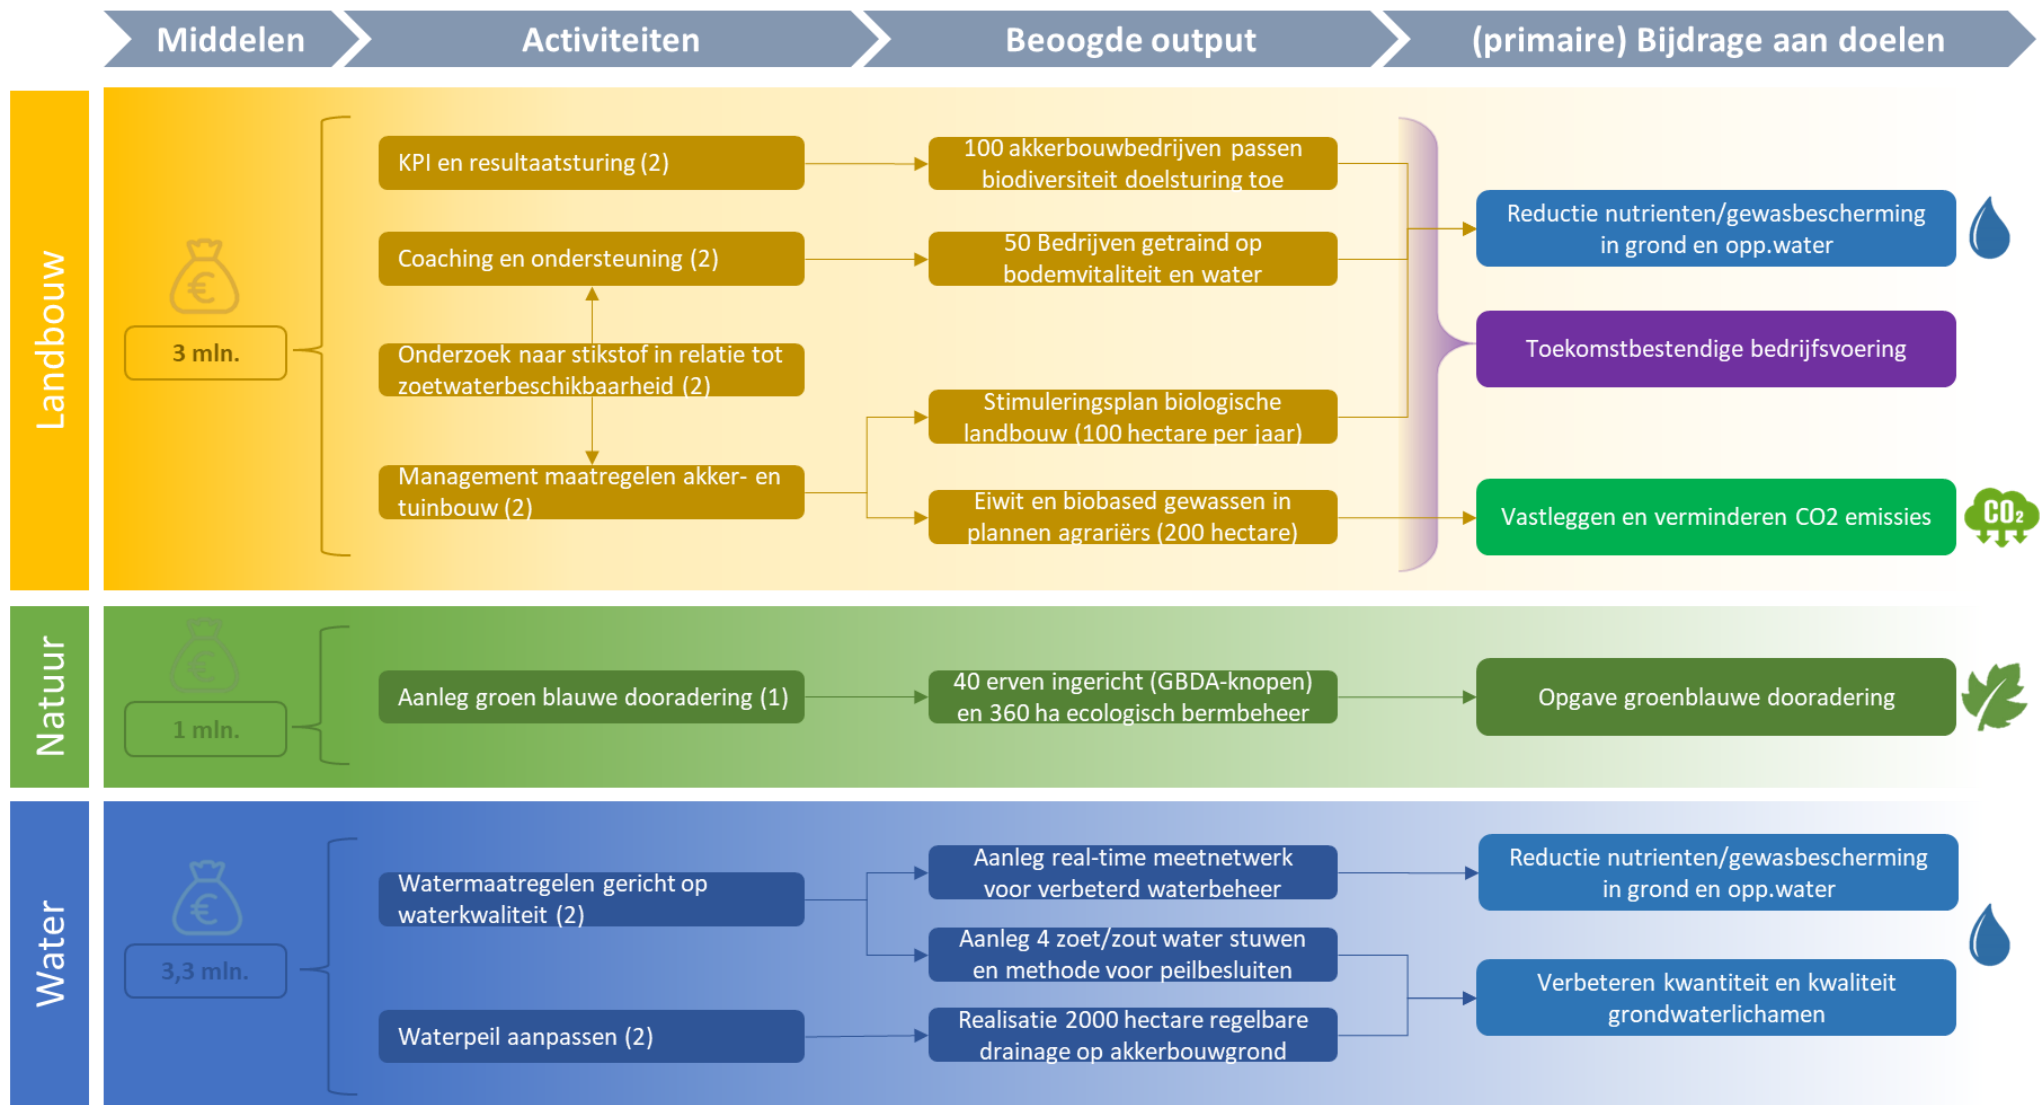 Middelen
Activiteiten
Beoogde output
(primaire) Bijdrage aan doelen
Landbouw
€
3 mln.
KPI en resultaatsturing (2)
Coaching en ondersteuning (2)
Onderzoek naar stikstof in relatie tot
zoetwaterbeschikbaarheid (2)
Management maatregelen akker- en
tuinbouw (2)
100 akkerbouwbedrijven passen
biodiversiteit doelsturing toe
50 Bedrijven getraind op
bodemvitaliteit en water
Stimuleringsplan biologische
landbouw (100 hectare per jaar)
Eiwit en biobased gewassen in
plannen agrariërs (200 hectare)
Reductie nutrienten/gewasbescherming
in grond en opp.water
Toekomstbestendige bedrijfsvoering
Vastleggen en verminderen CO2 emissies
CO2
Natuur
€
1 mln.
Aanleg groen blauwe dooradering (1)
40 erven ingericht (GBDA-knopen)
en 360 ha ecologisch bermbeheer
Opgave groenblauwe dooradering
Water
€
3,3 mln.
Watermaatregelen gericht op
waterkwaliteit (2)
Waterpeil aanpassen (2)
Aanleg real-time meetnetwerk
voor verbeterd waterbeheer
Aanleg 4 zoet/zout water stuwen
en methode voor peilbesluiten
Realisatie 2000 hectare regelbare
drainage op akkerbouwgrond
Reductie nutrienten/gewasbescherming
in grond en opp.water
Verbeteren kwantiteit en kwaliteit
grondwaterlichamen